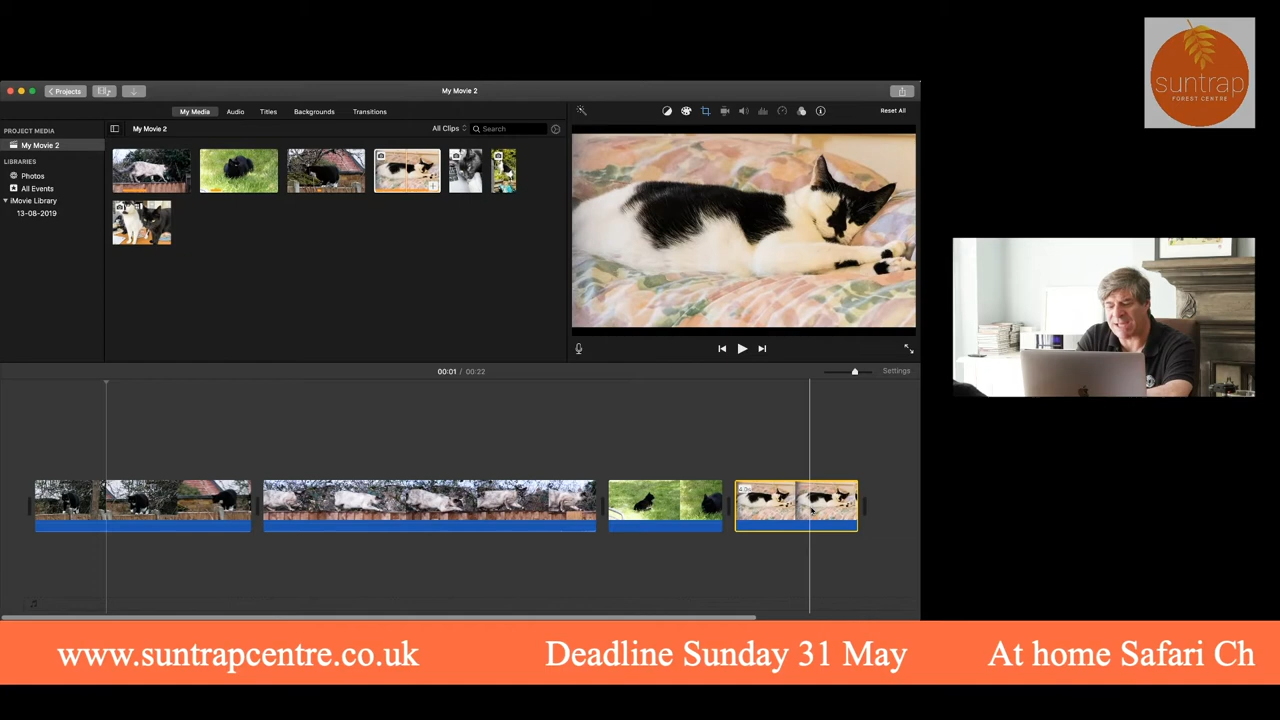 suntrap
FOREST CENTRE
Projects
My Movie 2
My Media
Audio
Titles
Backgrounds
Transitions
Reset All
PROJECT MEDIA
My Movie 2
All Clips
Search
My Movie 2
LIBRARIES
Photos
All Events
iMovie Library
13-08-2019
00:01 / 00:22
Settings
4.0s
www.suntrapcentre.co.uk
Deadline Sunday 31 May
At home Safari Ch